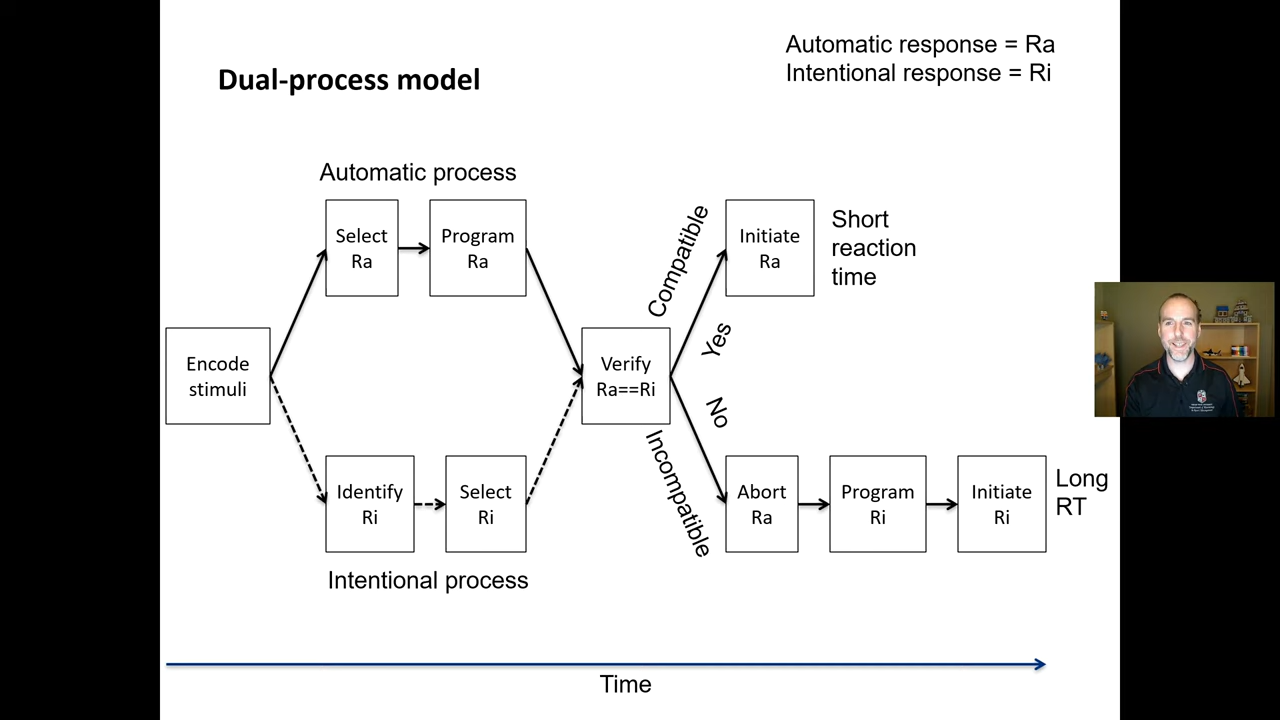 Automatic response = Ra
Intentional response = Ri
Dual-process model
Automatic process
Select
Ra
Program
Ra
Encode
stimuli
Identify
Ri
Select
Ri
Intentional process
Verify
Ra==Ri
Compatible
Yes
No
Incompatible
Initiate
Ra
Short
reaction
time
Abort
Ra
Program
Ri
Initiate
Ri
Long
RT
Time